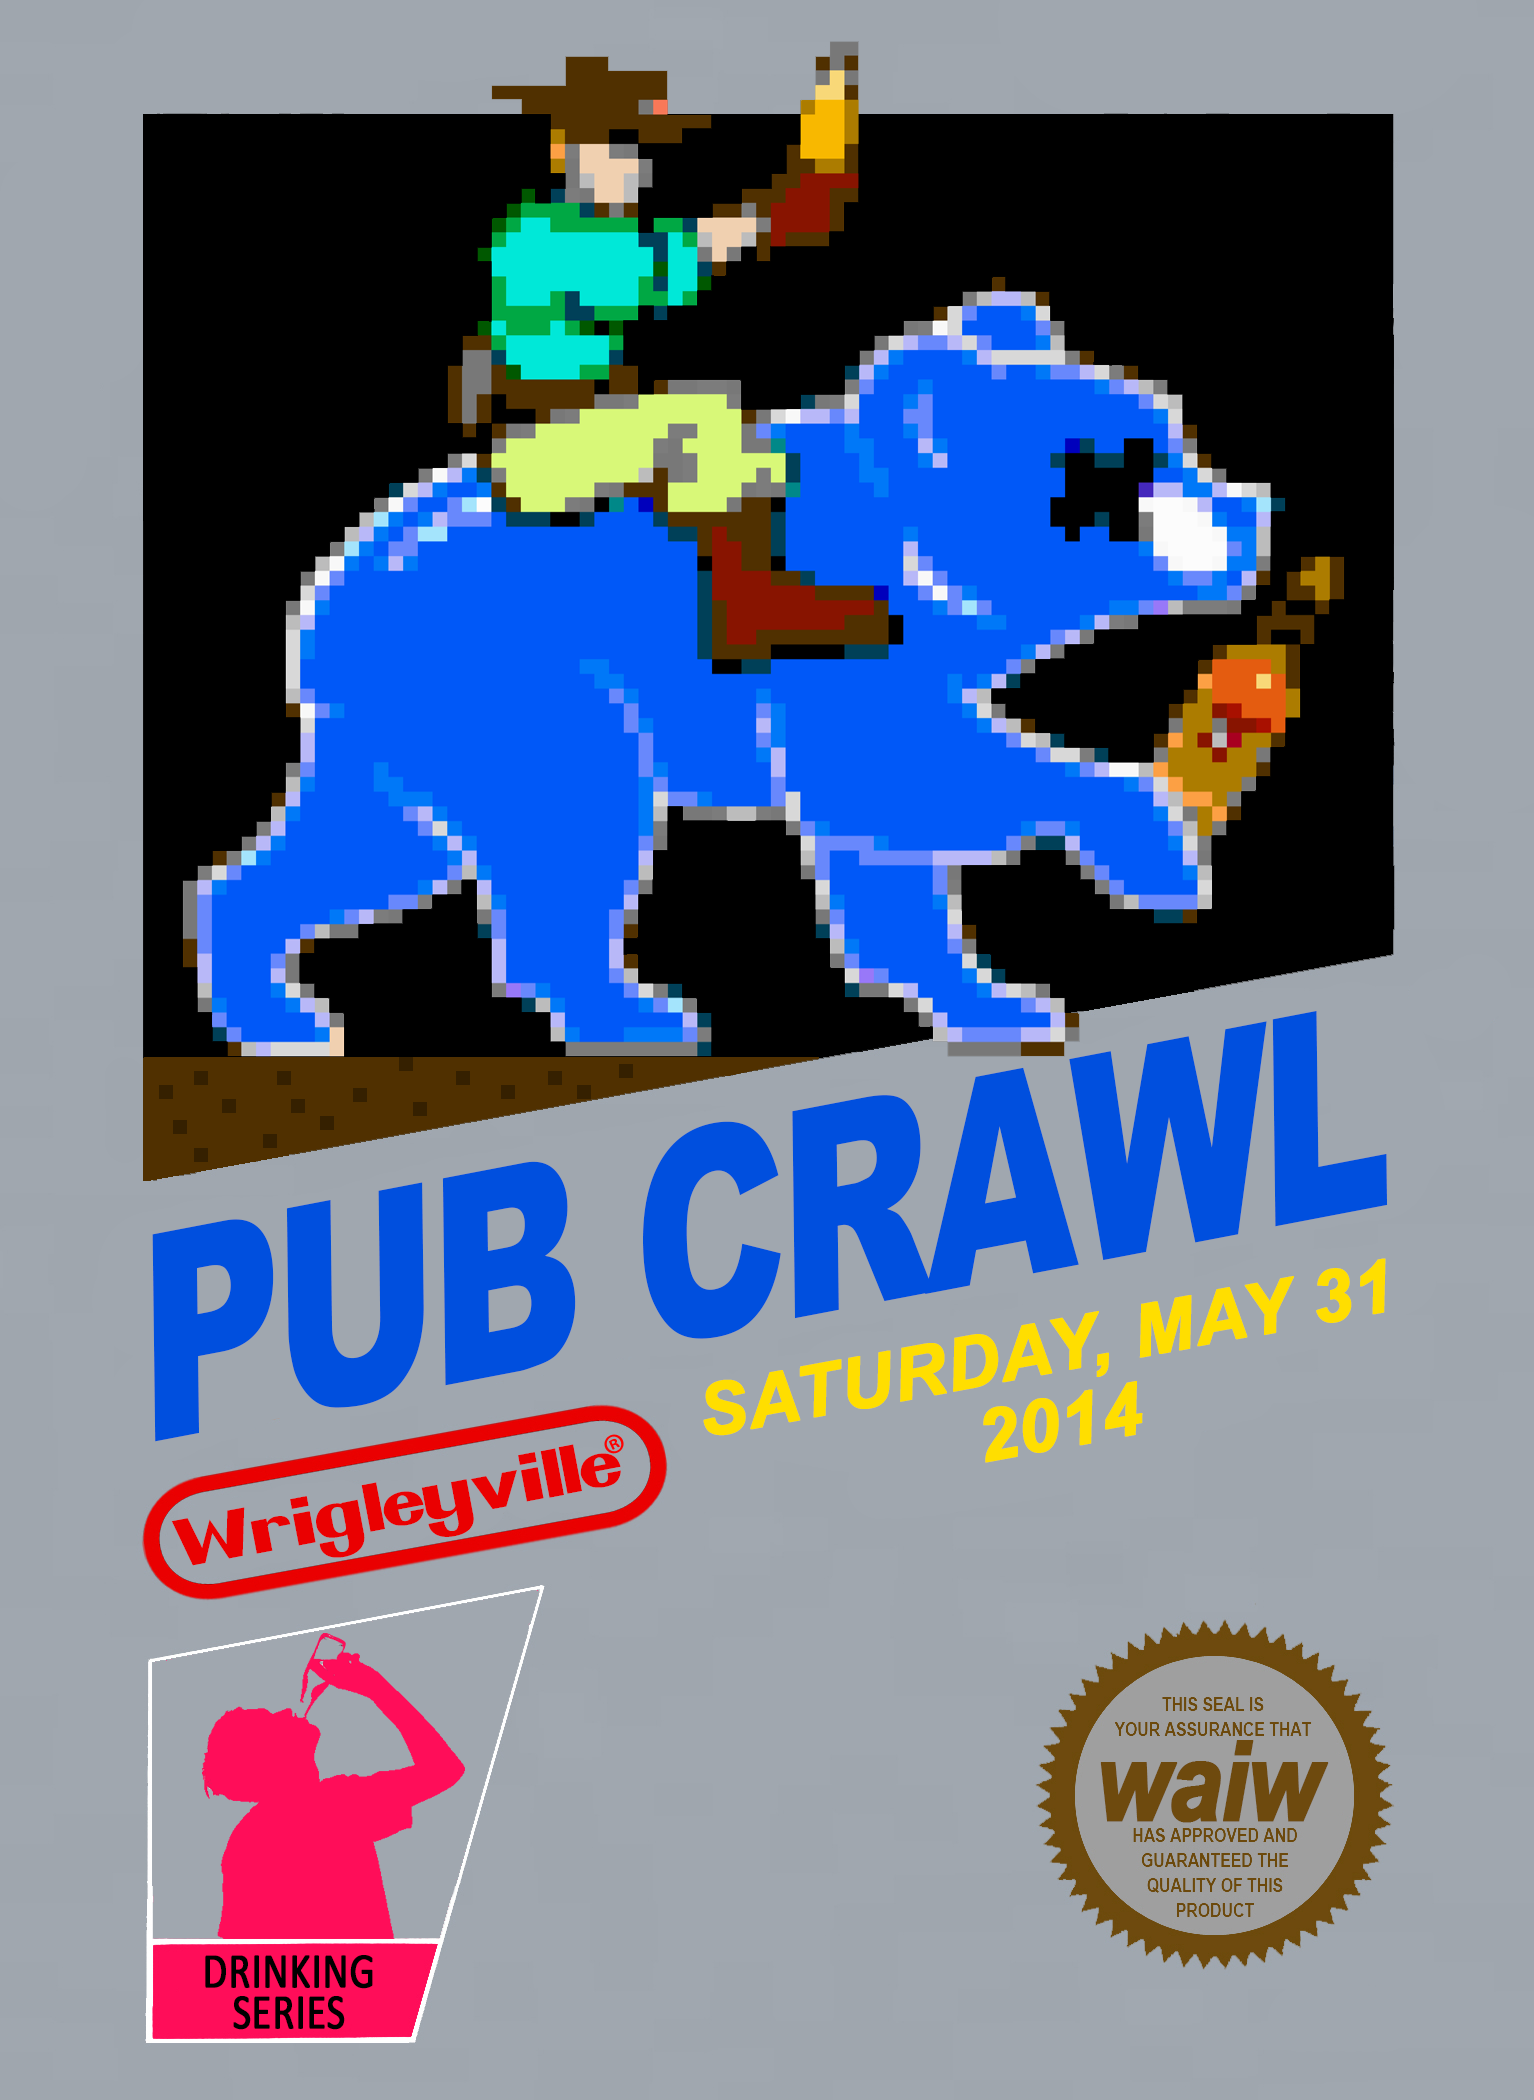 PUB CRAWL
SATURDAY, MAY 31
2014
Wrigleyville®
DRINKING
SERIES
THIS SEAL IS
YOUR ASSURANCE THAT
waiw
HAS APPROVED AND
GUARANTEED THE
QUALITY OF THIS
PRODUCT